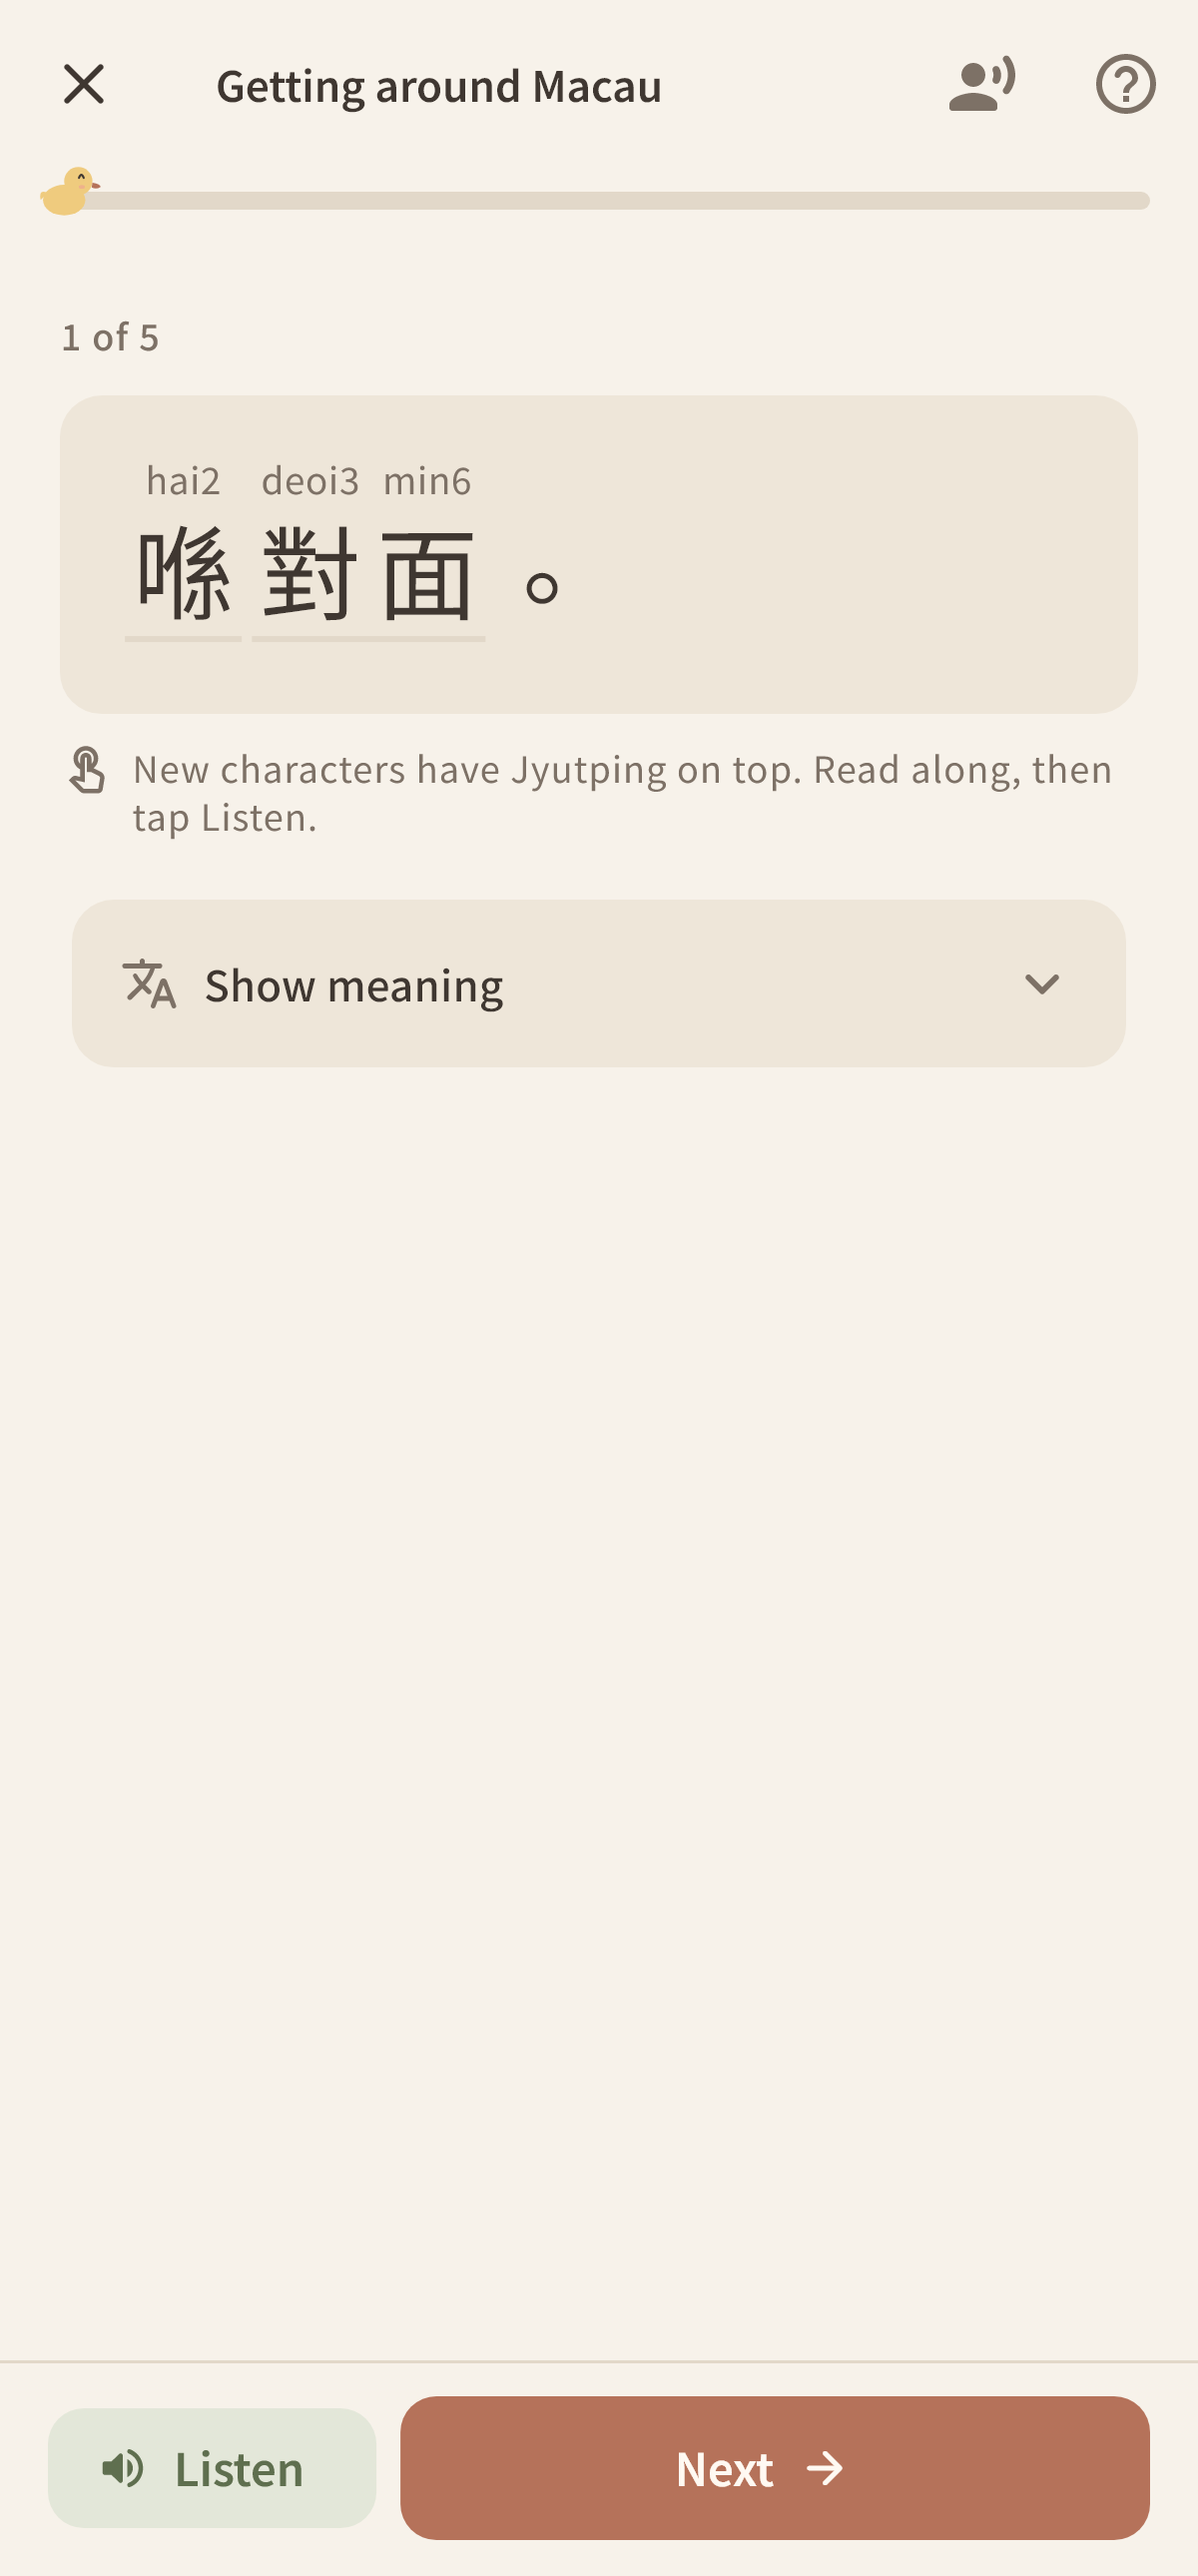 Getting around Macau
1 of 5
hai2 deoi3 min6
喺對面。
New characters have Jyutping on top. Read along, then
tap Listen.
Show meaning
Listen
Next